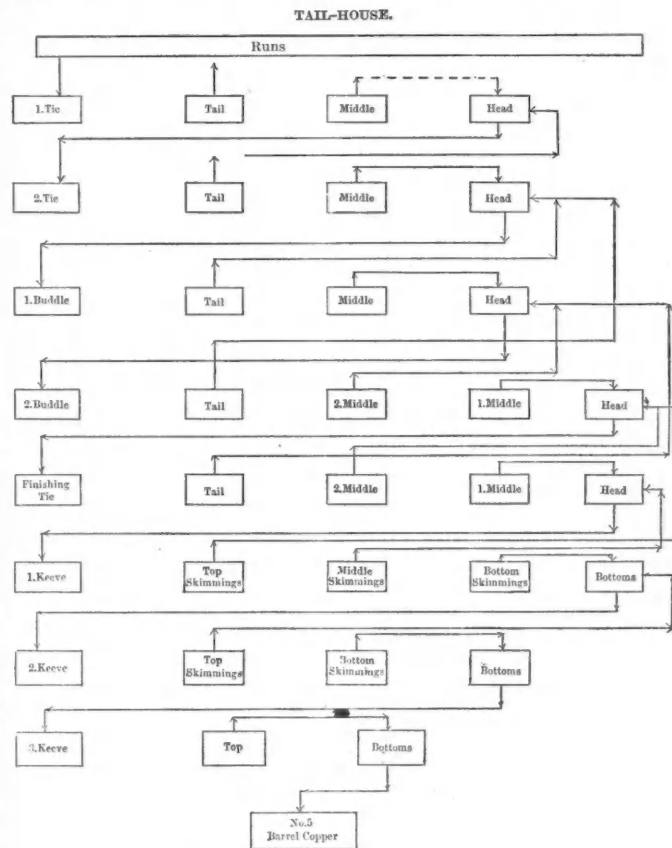 TAIL-HOUSE.
Runs
1.Tie
Tail
Middle
Head
2.Tie
Tail
Middle
Head
1.Buddle
Tail
Middle
Head
2.Buddle
Tail
2.Middle
1.Middle
Head
Finishing
Tie
Tail
2.Middle
1.Middle
Head
1.Keeve
Top
Skimmings
Middle
Skimmings
Bottom
Skimmings
Bottoms
2.Keeve
Top
Skimmings
Bottom
Skimmings
Bottoms
3.Keeve
Top
Bottoms
No.5
Barrel Copper